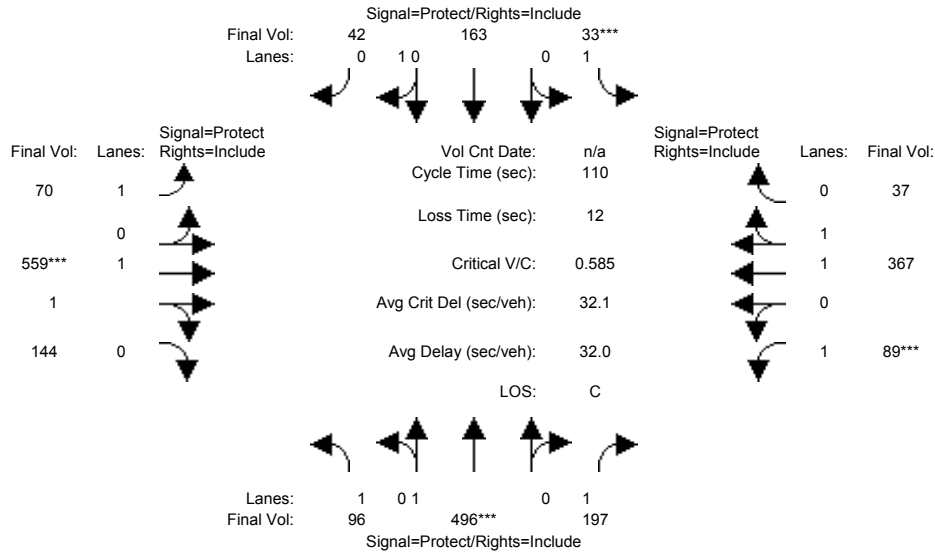 Signal=Protect/Rights=Include
Final Vol: 42 163 33***
Lanes: 0 1 0 0 1
Signal=Protect Signal=Protect
Final Vol: Lanes: Rights=Include Vol Cnt Date: n/a Rights=Include Lanes: Final Vol:
Cycle Time (sec): 110
70 1 0 37
Loss Time (sec): 12
0 1
559*** 1 Critical V/C: 0.585 1 367
1 Avg Crit Del (sec/veh): 32.1 0
144 0 Avg Delay (sec/veh): 32.0 1 89***
LOS: C
Lanes: 1 0 1 0 1
Final Vol: 96 496*** 197
Signal=Protect/Rights=Include